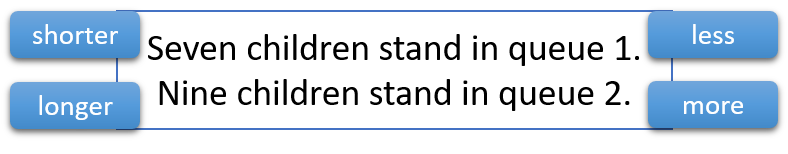 shorter
Seven children stand in queue 1.
less
longer
Nine children stand in queue 2.
more